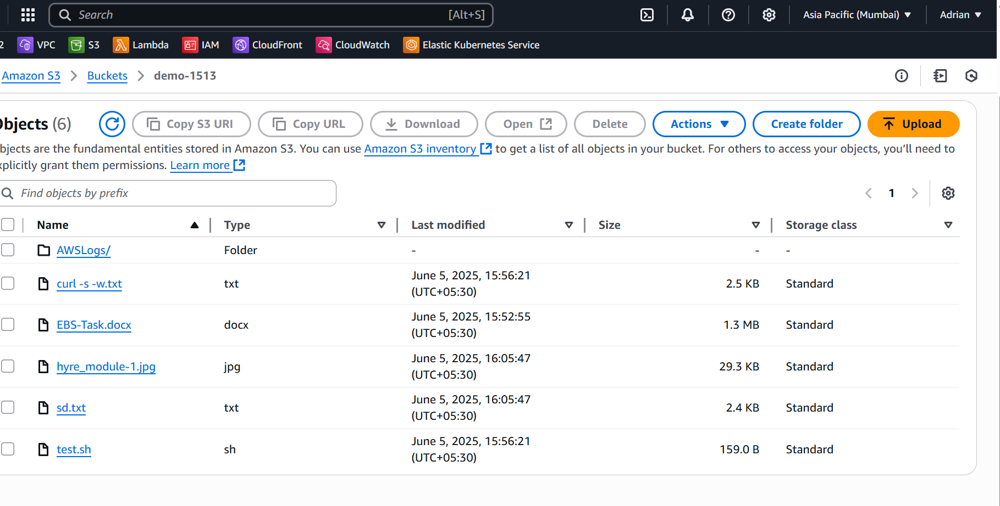 Search [Alt+S] Asia Pacific (Mumbai) Adrian
2 VPC S3 Lambda IAM CloudFront CloudWatch Elastic Kubernetes Service
Amazon S3 Buckets demo-1513
Objects (6) Copy S3 URI Copy URL Download Open Delete Actions Create folder Upload
bjects are the fundamental entities stored in Amazon S3. You can use Amazon S3 inventory to get a list of all objects in your bucket. For others to access your objects, you’ll need to
xplicitly grant them permissions. Learn more
Find objects by prefix 1
Name Type Last modified Size Storage class
AWSLogs/ Folder - - -
curl -s -w.txt txt June 5, 2025, 15:56:21 (UTC+05:30) 2.5 KB Standard
EBS-Task.docx docx June 5, 2025, 15:52:55 (UTC+05:30) 1.3 MB Standard
hyre_module-1.jpg jpg June 5, 2025, 16:05:47 (UTC+05:30) 29.3 KB Standard
sd.txt txt June 5, 2025, 16:05:47 (UTC+05:30) 2.4 KB Standard
test.sh sh June 5, 2025, 15:56:21 (UTC+05:30) 159.0 B Standard